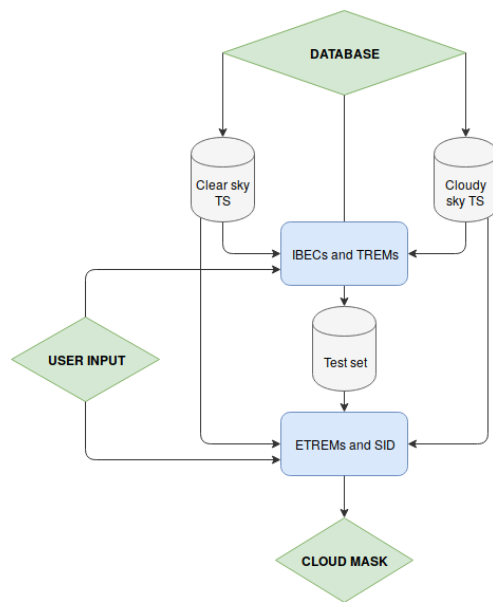 DATABASE
Clear sky
TS
Cloudy
sky TS
IBECs and TREMs
USER INPUT
Test set
ETREMs and SID
CLOUD MASK